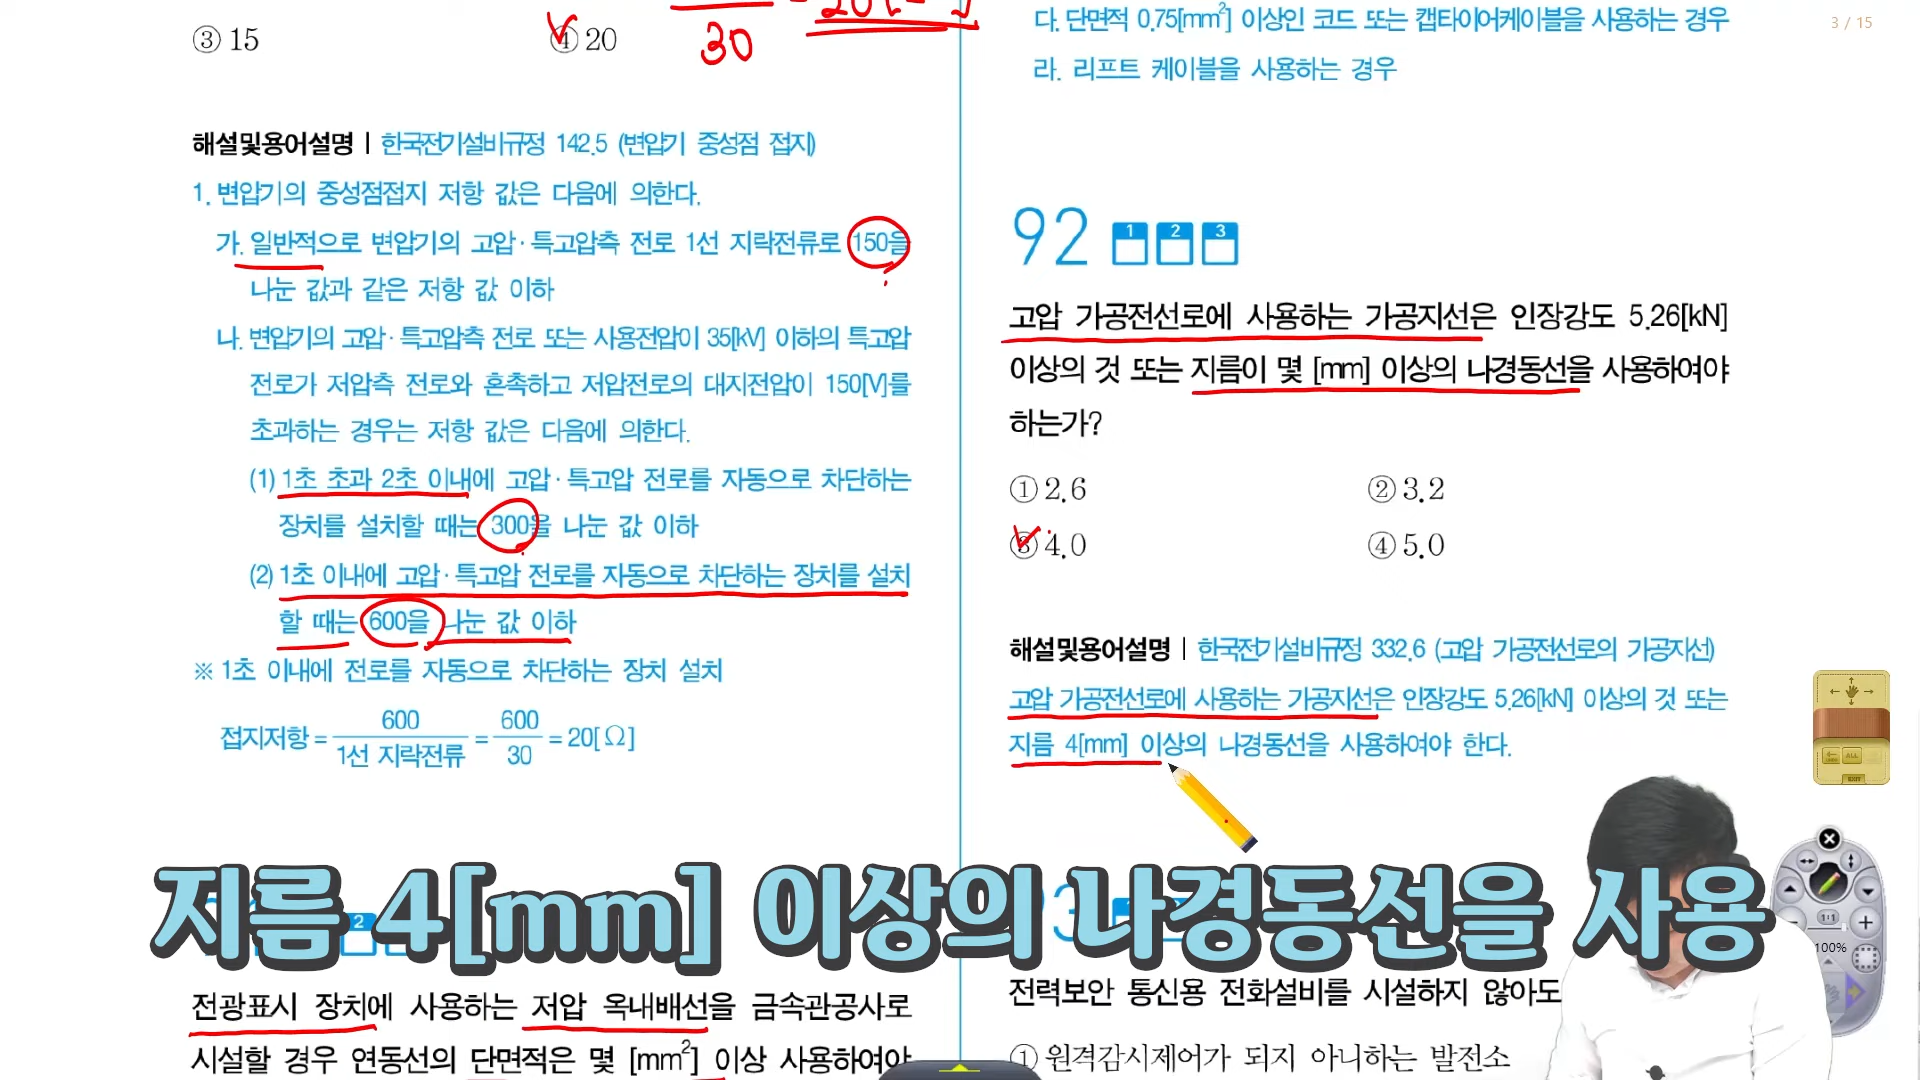 ③ 15
④ 20
30
해설및용어설명 | 한국전기설비규정 142.5 (변압기 중성점 접지)
1. 변압기의 중성점접지 저항 값은 다음에 의한다.
가. 일반적으로 변압기의 고압·특고압측 전로 1선 지락전류로 150을
나눈 값과 같은 저항 값 이하
나. 변압기의 고압·특고압측 전로 또는 사용전압이 35[kV] 이하의 특고압
전로가 저압측 전로와 혼촉하고 저압전로의 대지전압이 150[V]를
초과하는 경우는 저항 값은 다음에 의한다.
(1) 1초 초과 2초 이내에 고압·특고압 전로를 자동으로 차단하는
장치를 설치할 때는 300을 나눈 값 이하
(2) 1초 이내에 고압·특고압 전로를 자동으로 차단하는 장치를 설치
할 때는 600을 나눈 값 이하
※ 1초 이내에 전로를 자동으로 차단하는 장치 설치
접지저항 = 600 / 1선 지락전류 = 600 / 30 = 20[Ω]
2
전광표시 장치에 사용하는 저압 옥내배선을 금속관공사로
시설할 경우 연동선의 단면적은 몇 [mm²] 이상 사용하여야
다. 단면적 0.75[mm²] 이상인 코드 또는 캡타이어케이블을 사용하는 경우
라. 리프트 케이블을 사용하는 경우
3 / 15
92 1 2 3
고압 가공전선로에 사용하는 가공지선은 인장강도 5.26[kN]
이상의 것 또는 지름이 몇 [mm] 이상의 나경동선을 사용하여야
하는가?
① 2.6 ② 3.2
③ 4.0 ④ 5.0
해설및용어설명 | 한국전기설비규정 332.6 (고압 가공전선로의 가공지선)
고압 가공전선로에 사용하는 가공지선은 인장강도 5.26[kN] 이상의 것 또는
지름 4[mm] 이상의 나경동선을 사용하여야 한다.
지름 4[mm] 이상의 나경동선을 사용
전력보안 통신용 전화설비를 시설하지 않아도
① 원격감시제어가 되지 아니하는 발전소
ALL
EXIT
1:1
100%